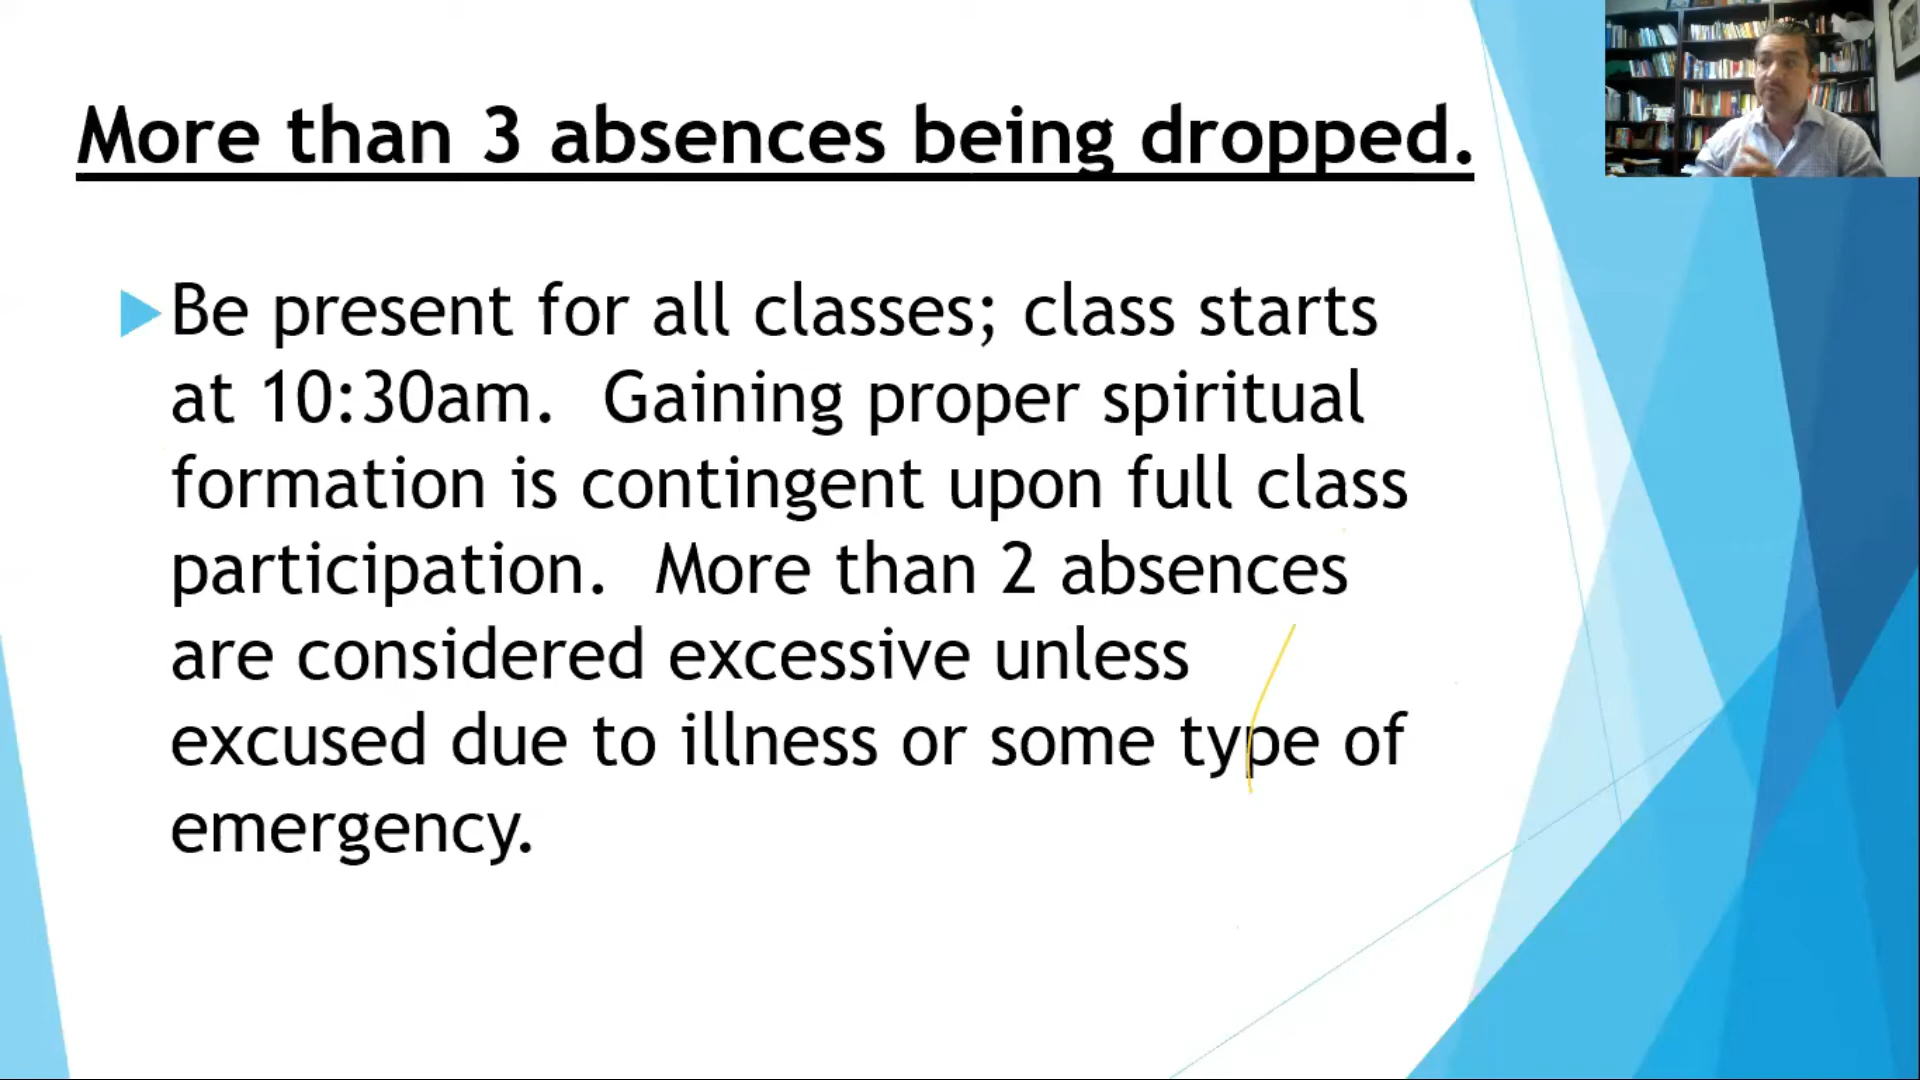 More than 3 absences being dropped.
Be present for all classes; class starts
at 10:30am. Gaining proper spiritual
formation is contingent upon full class
participation. More than 2 absences
are considered excessive unless
excused due to illness or some type of
emergency.